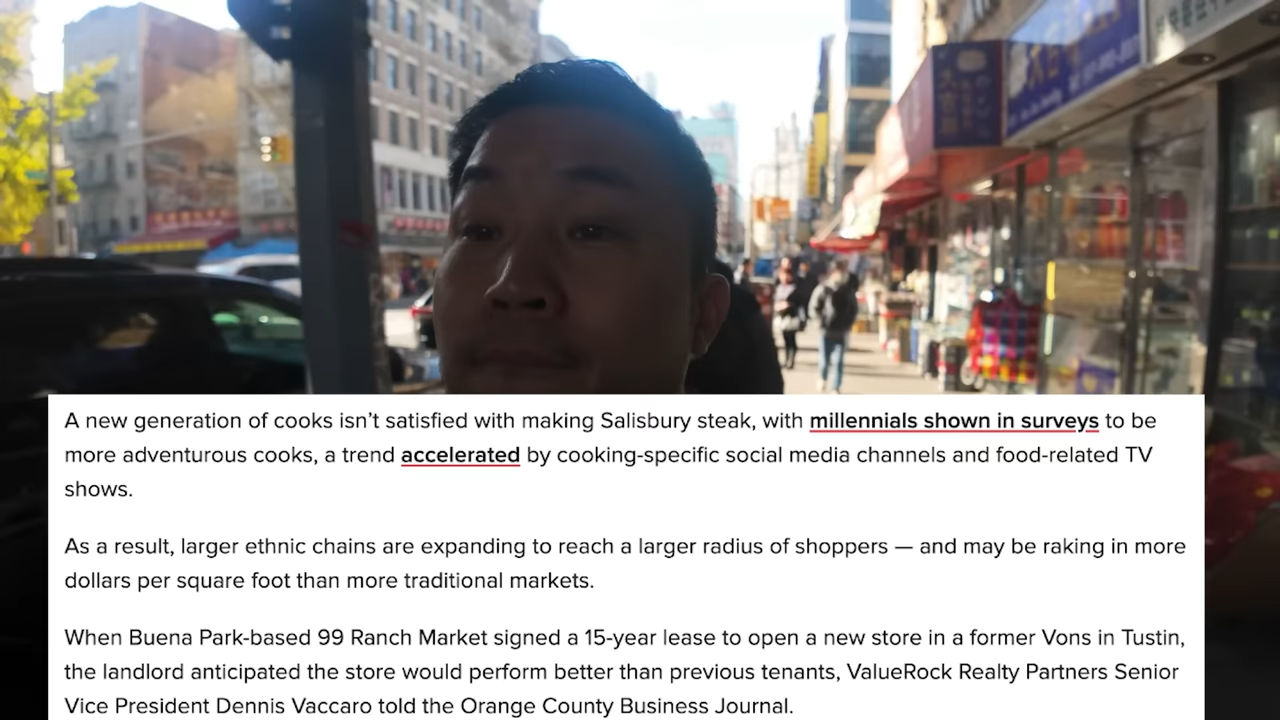 A new generation of cooks isn’t satisfied with making Salisbury steak, with millennials shown in surveys to be
more adventurous cooks, a trend accelerated by cooking-specific social media channels and food-related TV
shows.
As a result, larger ethnic chains are expanding to reach a larger radius of shoppers — and may be raking in more
dollars per square foot than more traditional markets.
When Buena Park-based 99 Ranch Market signed a 15-year lease to open a new store in a former Vons in Tustin,
the landlord anticipated the store would perform better than previous tenants, ValueRock Realty Partners Senior
Vice President Dennis Vaccaro told the Orange County Business Journal.